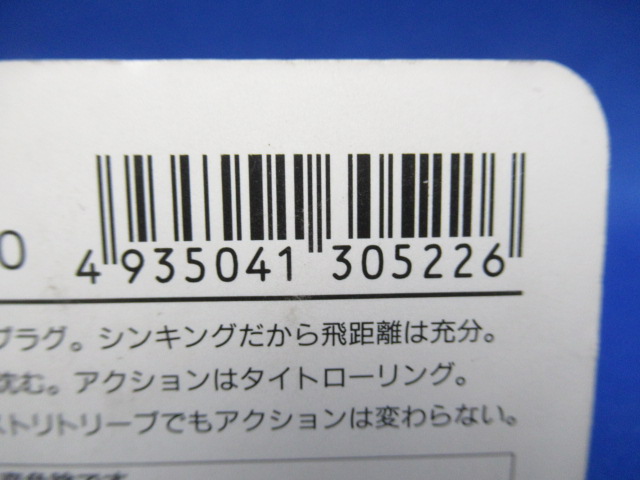 0
4 935041 305226
プラグ。シンキングだから飛距離は充分。
沈む。アクションはタイトローリング。
ストリトリーブでもアクションは変わらない。